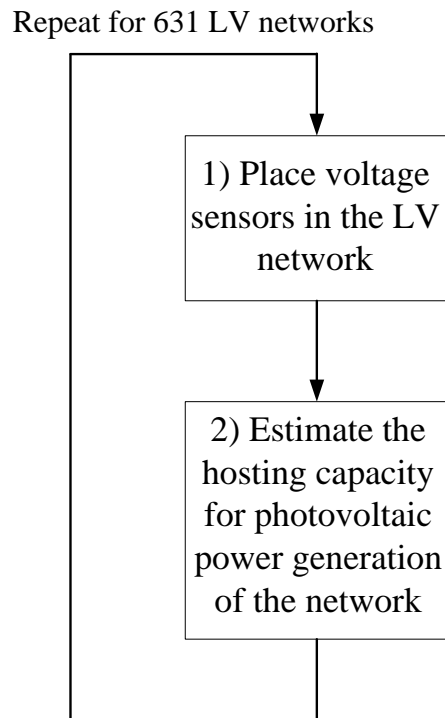 Repeat for 631 LV networks
1) Place voltage
sensors in the LV
network
2) Estimate the
hosting capacity
for photovoltaic
power generation
of the network